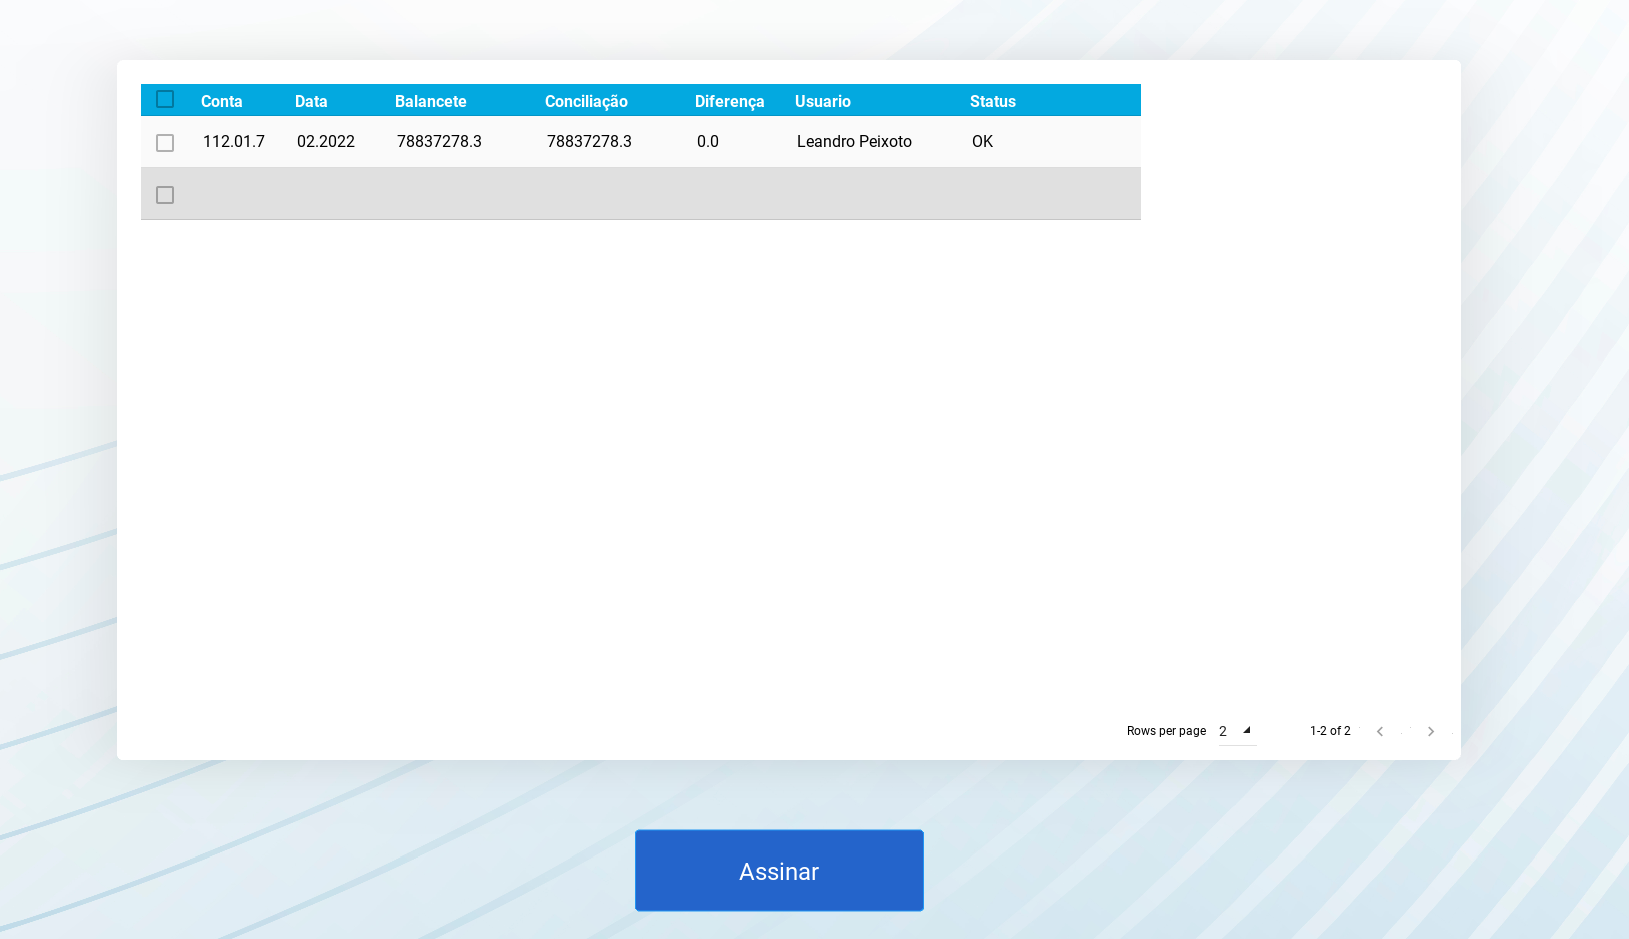 Conta Data Balancete Conciliação Diferença Usuario Status
112.01.7 02.2022 78837278.3 78837278.3 0.0 Leandro Peixoto OK
Rows per page 2 1-2 of 2
Assinar